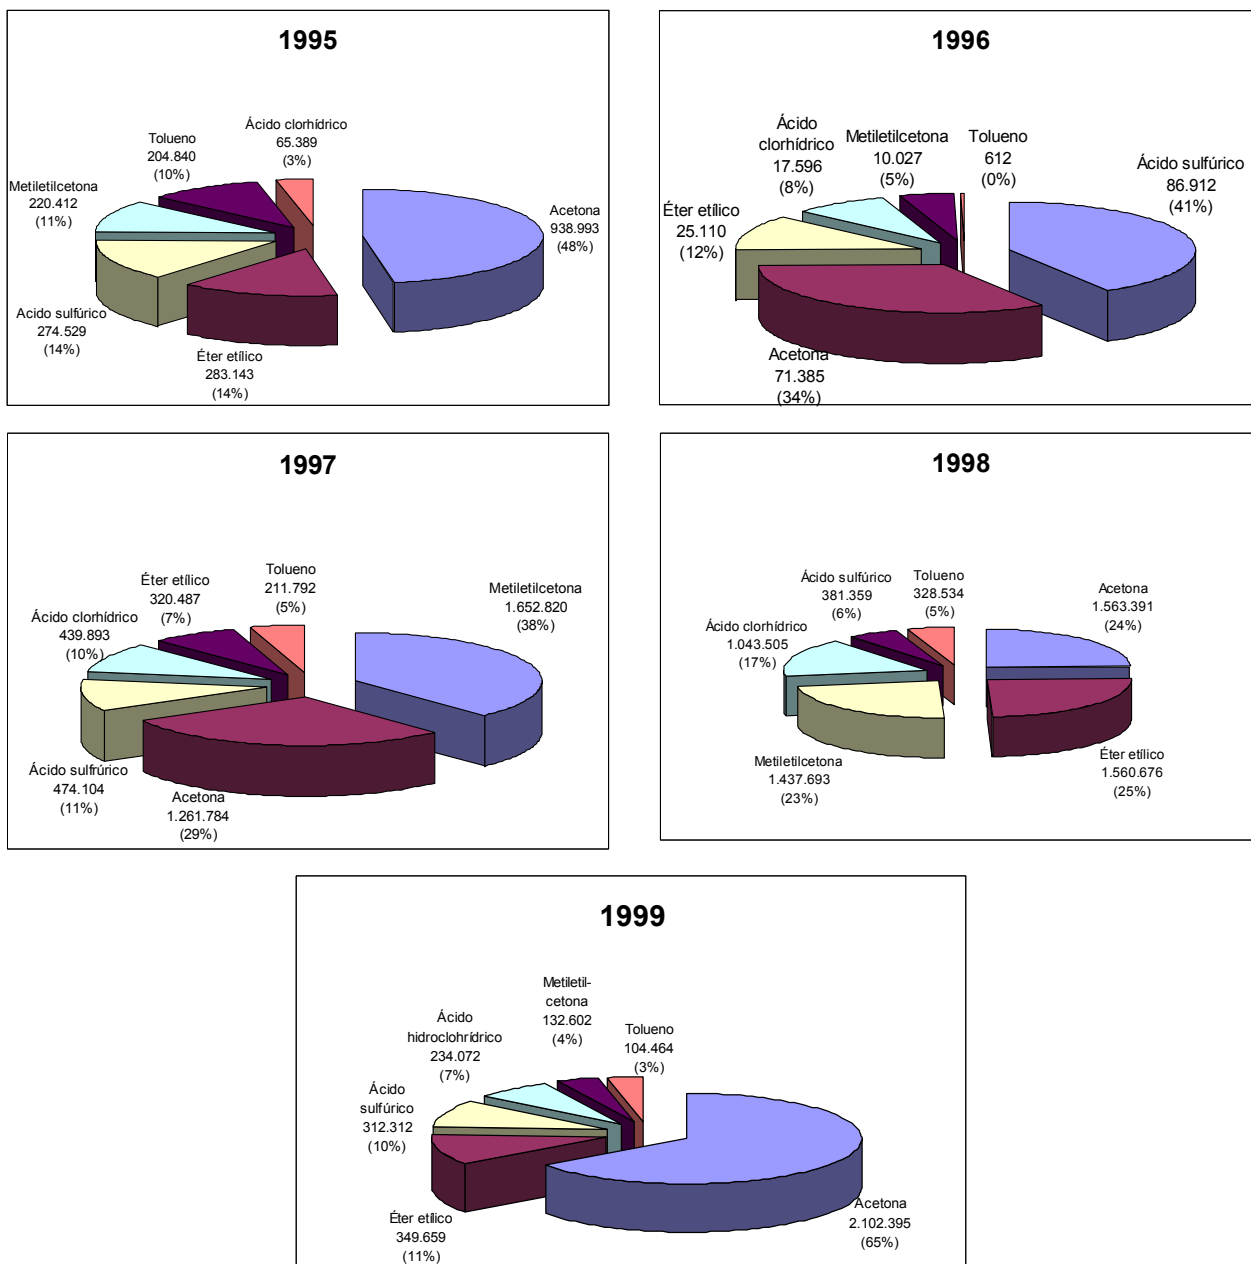 1995
Ácido clorhídrico
65.389
(3%)
Tolueno
204.840
(10%)
Metiletilcetona
220.412
(11%)
Acetona
938.993
(48%)
Acido sulfúrico
274.529
(14%)
Éter etílico
283.143
(14%)
1996
Ácido
clorhídrico
17.596
(8%)
Metiletilcetona
10.027
(5%)
Tolueno
612
(0%)
Ácido sulfúrico
86.912
(41%)
Éter etílico
25.110
(12%)
Acetona
71.385
(34%)
1997
Tolueno
211.792
(5%)
Éter etílico
320.487
(7%)
Metiletilcetona
1.652.820
(38%)
Ácido clorhídrico
439.893
(10%)
Ácido sulfrúrico
474.104
(11%)
Acetona
1.261.784
(29%)
1998
Ácido sulfúrico
381.359
(6%)
Tolueno
328.534
(5%)
Acetona
1.563.391
(24%)
Ácido clorhídrico
1.043.505
(17%)
Metiletilcetona
1.437.693
(23%)
Éter etílico
1.560.676
(25%)
1999
Metiletil-
cetona
132.602
(4%)
Tolueno
104.464
(3%)
Ácido
hidroclohrídrico
234.072
(7%)
Ácido
sulfúrico
312.312
(10%)
Éter etílico
349.659
(11%)
Acetona
2.102.395
(65%)